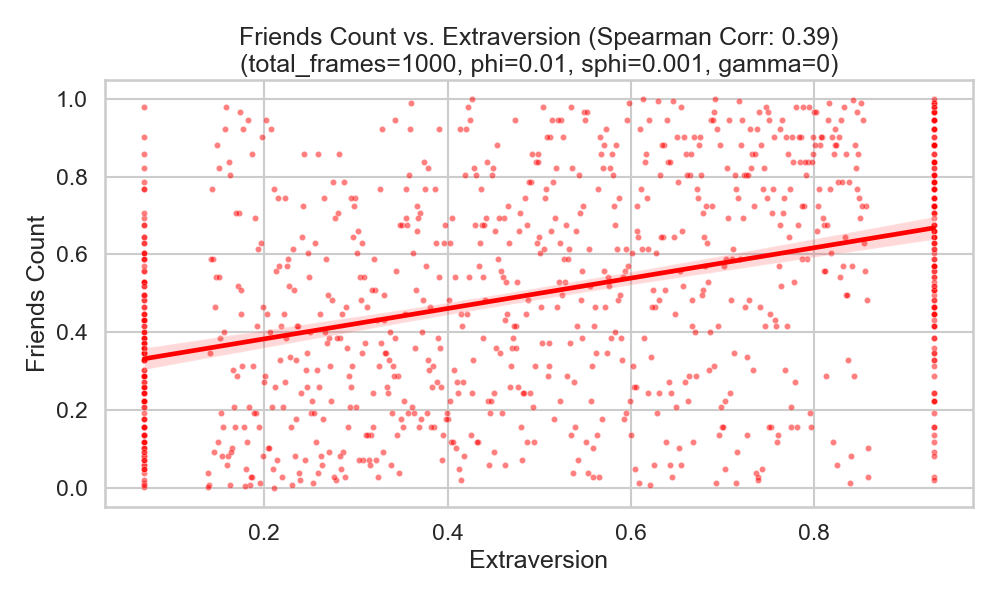 Friends Count vs. Extraversion (Spearman Corr: 0.39)
(total_frames=1000, phi=0.01, sphi=0.001, gamma=0)
Friends Count
1.0
0.8
0.6
0.4
0.2
0.0
0.2
0.4
0.6
0.8
Extraversion